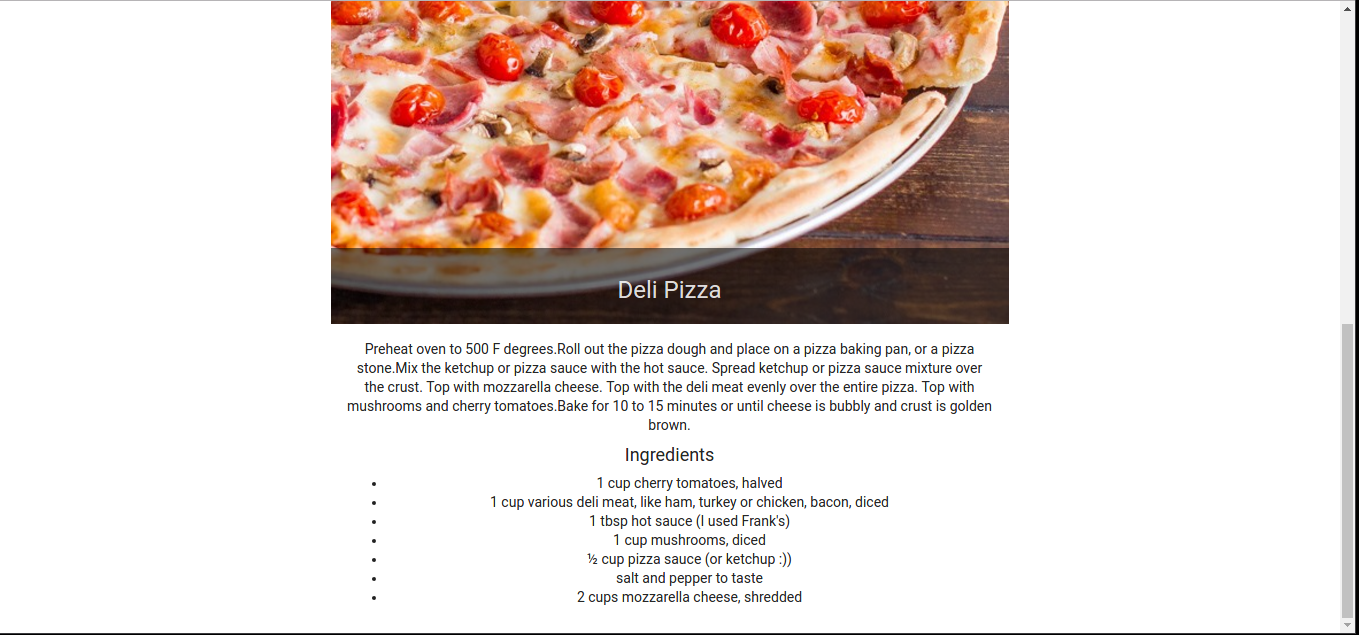 Deli Pizza
Preheat oven to 500 F degrees.Roll out the pizza dough and place on a pizza baking pan, or a pizza
stone.Mix the ketchup or pizza sauce with the hot sauce. Spread ketchup or pizza sauce mixture over
the crust. Top with mozzarella cheese. Top with the deli meat evenly over the entire pizza. Top with
mushrooms and cherry tomatoes.Bake for 10 to 15 minutes or until cheese is bubbly and crust is golden
brown.
Ingredients
• 1 cup cherry tomatoes, halved
• 1 cup various deli meat, like ham, turkey or chicken, bacon, diced
• 1 tbsp hot sauce (I used Frank's)
• 1 cup mushrooms, diced
• ½ cup pizza sauce (or ketchup :))
• salt and pepper to taste
• 2 cups mozzarella cheese, shredded